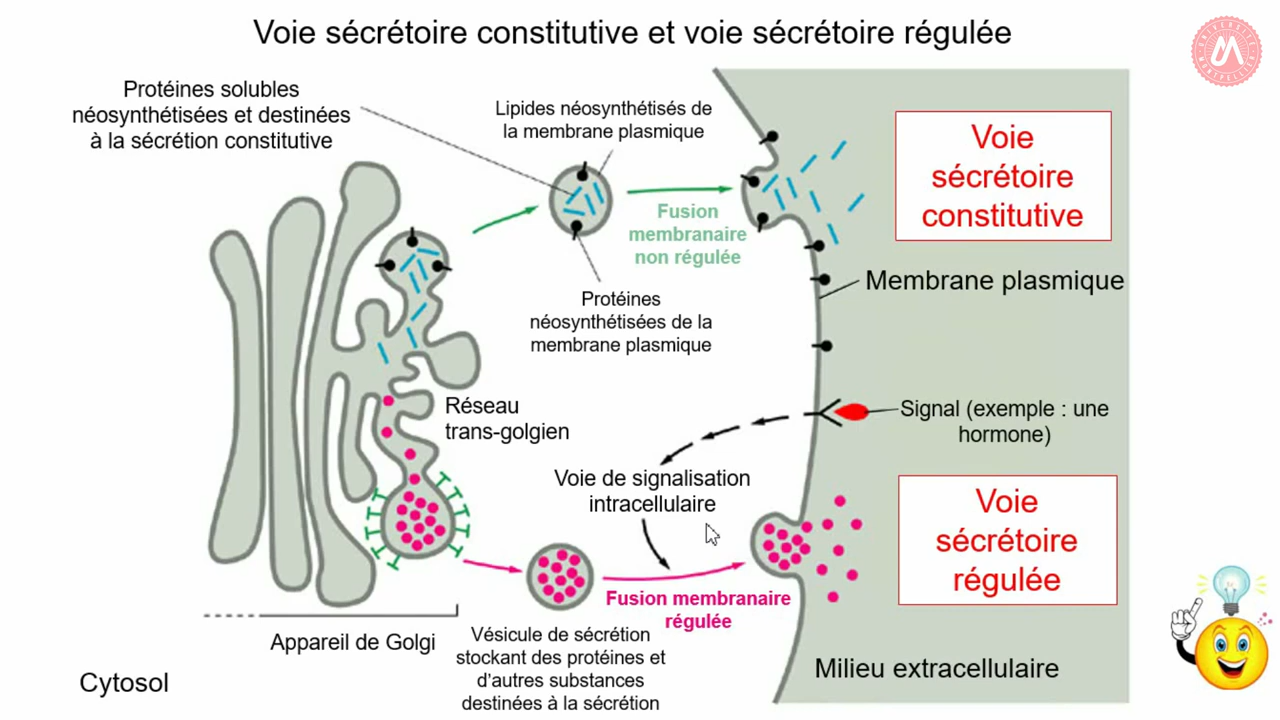 Voie sécrétoire constitutive et voie sécrétoire régulée
UNIVERSITÉ
MONTPELLIER
Protéines solubles
néosynthétisées et destinées
à la sécrétion constitutive
Lipides néosynthétisés de
la membrane plasmique
Voie
sécrétoire
constitutive
Fusion
membranaire
non régulée
Membrane plasmique
Protéines
néosynthétisées de la
membrane plasmique
Réseau
trans-golgien
Signal (exemple : une
hormone)
Voie de signalisation
intracellulaire
Voie
sécrétoire
régulée
Fusion membranaire
régulée
Appareil de Golgi
Vésicule de sécrétion
stockant des protéines et
d'autres substances
destinées à la sécrétion
Cytosol
Milieu extracellulaire